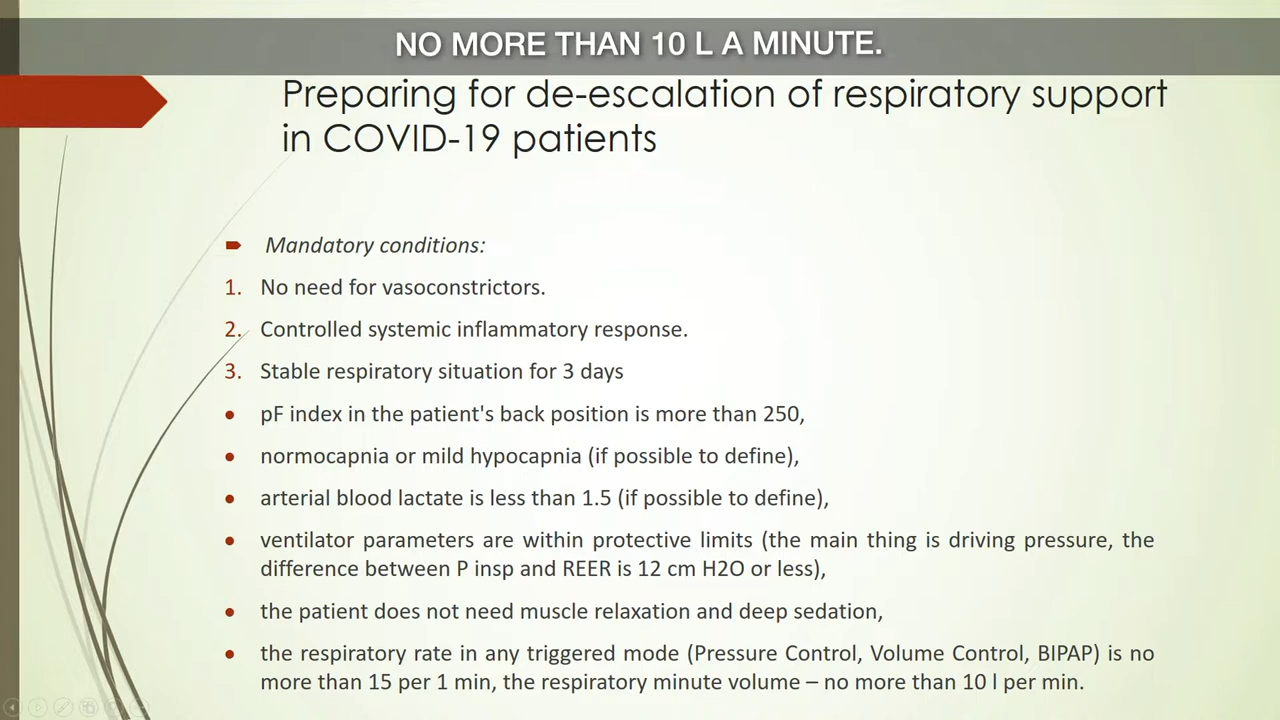 NO MORE THAN 10 L A MINUTE.
Preparing for de-escalation of respiratory support
in COVID-19 patients
Mandatory conditions:
1. No need for vasoconstrictors.
2. Controlled systemic inflammatory response.
3. Stable respiratory situation for 3 days
• pF index in the patient's back position is more than 250,
• normocapnia or mild hypocapnia (if possible to define),
• arterial blood lactate is less than 1.5 (if possible to define),
• ventilator parameters are within protective limits (the main thing is driving pressure, the
difference between P insp and REER is 12 cm H2O or less),
• the patient does not need muscle relaxation and deep sedation,
• the respiratory rate in any triggered mode (Pressure Control, Volume Control, BIPAP) is no
more than 15 per 1 min, the respiratory minute volume – no more than 10 l per min.